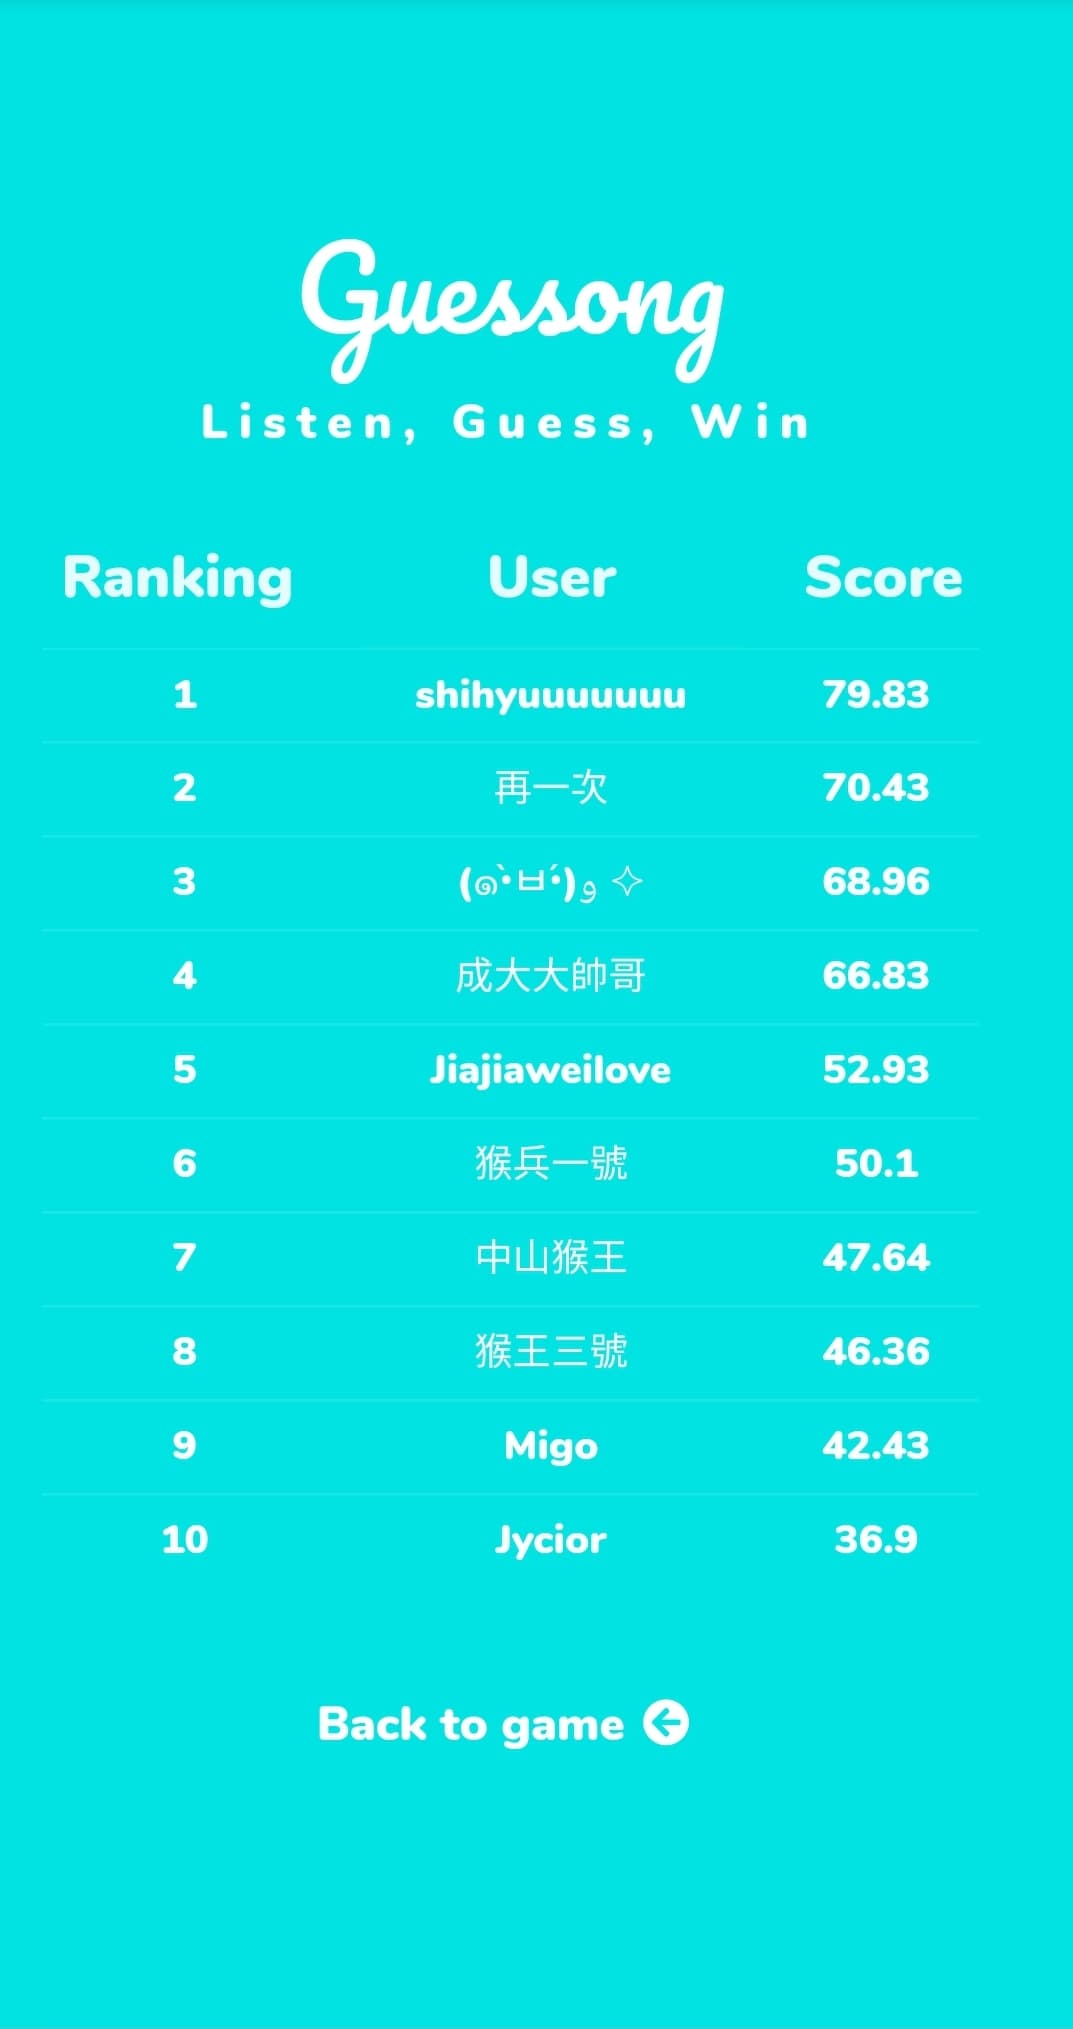 Guessong
Listen, Guess, Win
Ranking User Score
1 shihyuuuuuuu 79.83
2 再一次 70.43
3 (๑•̀ㅂ•́)و ✧ 68.96
4 成大大帥哥 66.83
5 Jiajiaweilove 52.93
6 猴兵一號 50.1
7 中山猴王 47.64
8 猴王三號 46.36
9 Migo 42.43
10 Jycior 36.9
Back to game